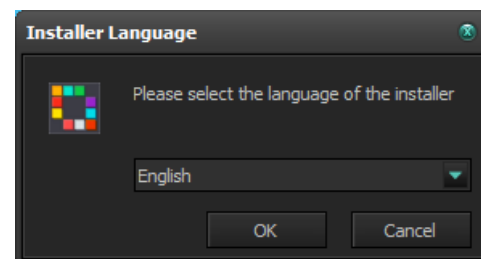 Installer Language
Please select the language of the installer
English
OK
Cancel